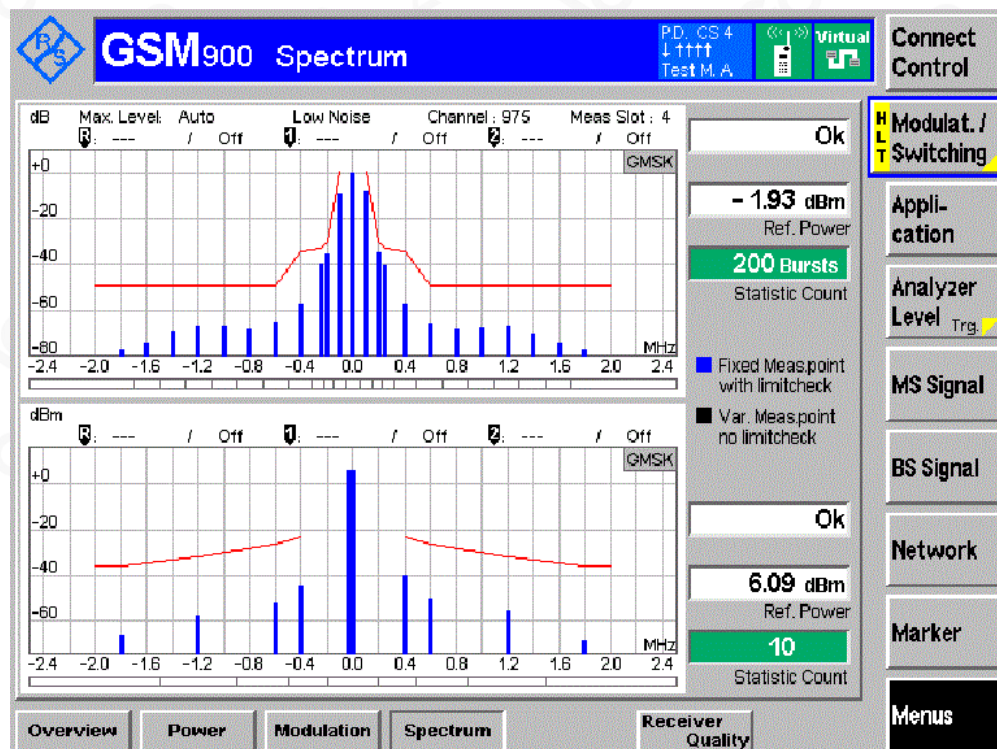 R/S
GSM900 Spectrum
P.D. CS 4
↓ ↑↑↑↑
Test M. A.
Virtual
Connect
Control
dB Max. Level: Auto Low Noise Channel : 975 Meas Slot : 4
R: --- / Off 1: --- / Off 2: --- / Off
GMSK
+0
-20
-40
-60
-80
MHz
-2.4 -2.0 -1.6 -1.2 -0.8 -0.4 0.0 0.4 0.8 1.2 1.6 2.0 2.4
Ok
- 1.93 dBm
Ref. Power
200 Bursts
Statistic Count
Fixed Meas.point
with limitcheck
Var. Meas.point
no limitcheck
dBm
R: --- / Off 1: --- / Off 2: --- / Off
GMSK
+0
-20
-40
-60
MHz
-2.4 -2.0 -1.6 -1.2 -0.8 -0.4 0.0 0.4 0.8 1.2 1.6 2.0 2.4
Ok
6.09 dBm
Ref. Power
10
Statistic Count
HLT
Modulat. /
Switching
Appli-
cation
Analyzer
Level Trg.
MS Signal
BS Signal
Network
Marker
Menus
Overview
Power
Modulation
Spectrum
Receiver
Quality